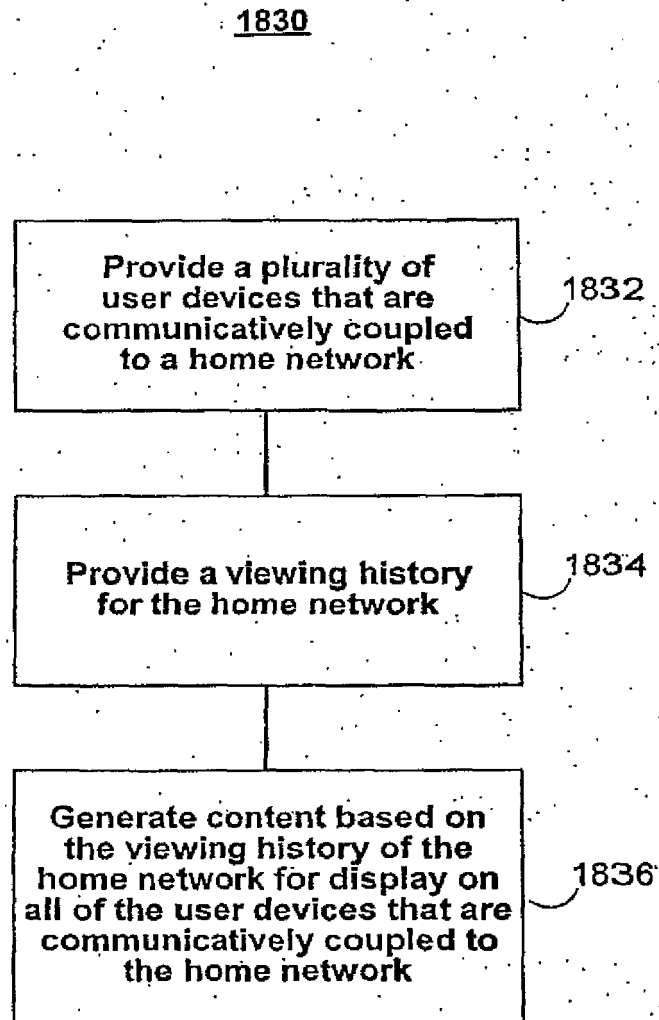 1830
Provide a plurality of
user devices that are
communicatively coupled
to a home network
1832
Provide a viewing history
for the home network
1834
Generate content based on
the viewing history of the
home network for display on
all of the user devices that are
communicatively coupled to
the home network
1836